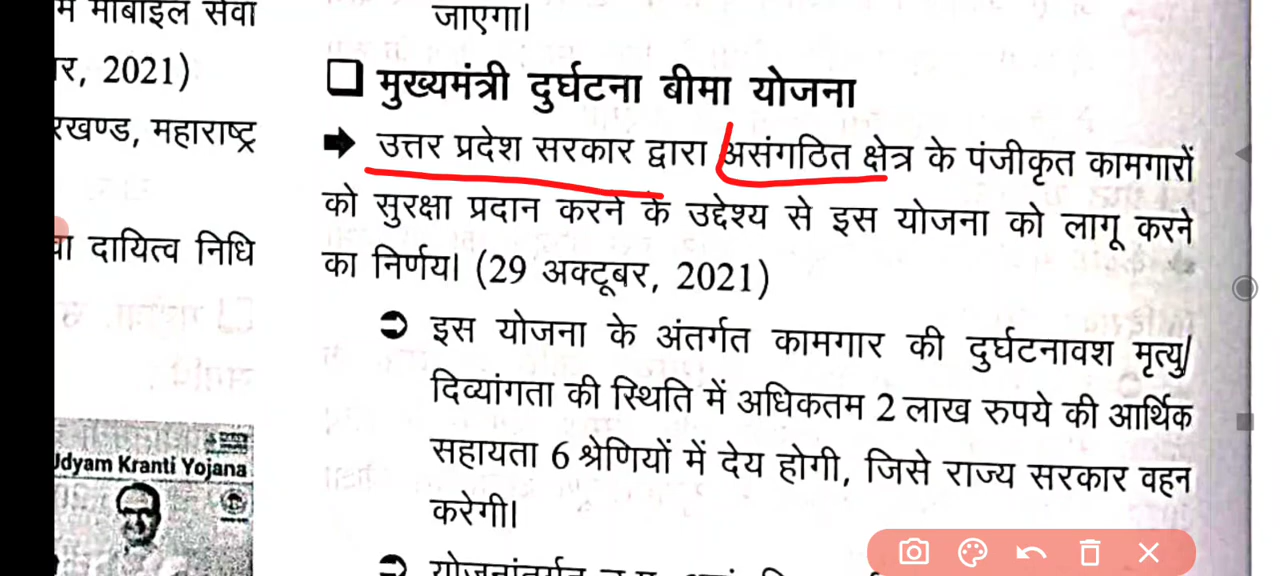 मोबाइल सेवा
र, 2021)
रखण्ड, महाराष्ट्र
दायित्व निधि
Udyam Kranti Yojana
जाएगा।
मुख्यमंत्री दुर्घटना बीमा योजना
उत्तर प्रदेश सरकार द्वारा असंगठित क्षेत्र के पंजीकृत कामगारों
को सुरक्षा प्रदान करने के उद्देश्य से इस योजना को लागू करने
का निर्णय। (29 अक्टूबर, 2021)
इस योजना के अंतर्गत कामगार की दुर्घटनावश मृत्यु/
दिव्यांगता की स्थिति में अधिकतम 2 लाख रुपये की आर्थिक
सहायता 6 श्रेणियों में देय होगी, जिसे राज्य सरकार वहन
करेगी।